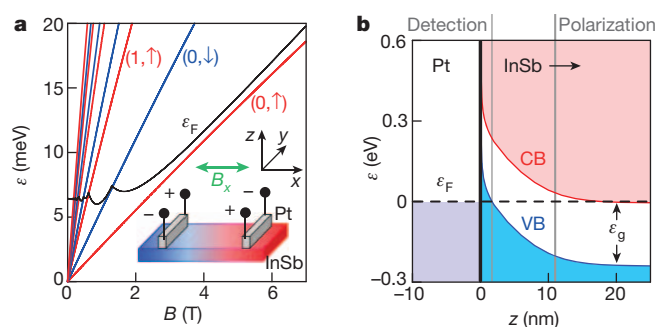 a
20
15
10
5
0
0
2
4
6
ε (meV)
B (T)
(1,↑)
(0,↓)
(0,↑)
ε_F
z
y
x
B_x
−
+
+
−
Pt
InSb
b
Detection
Polarization
Pt
InSb →
CB
ε_F
VB
ε_g
0.6
0.3
0
−0.3
ε (eV)
−10
0
10
20
z (nm)